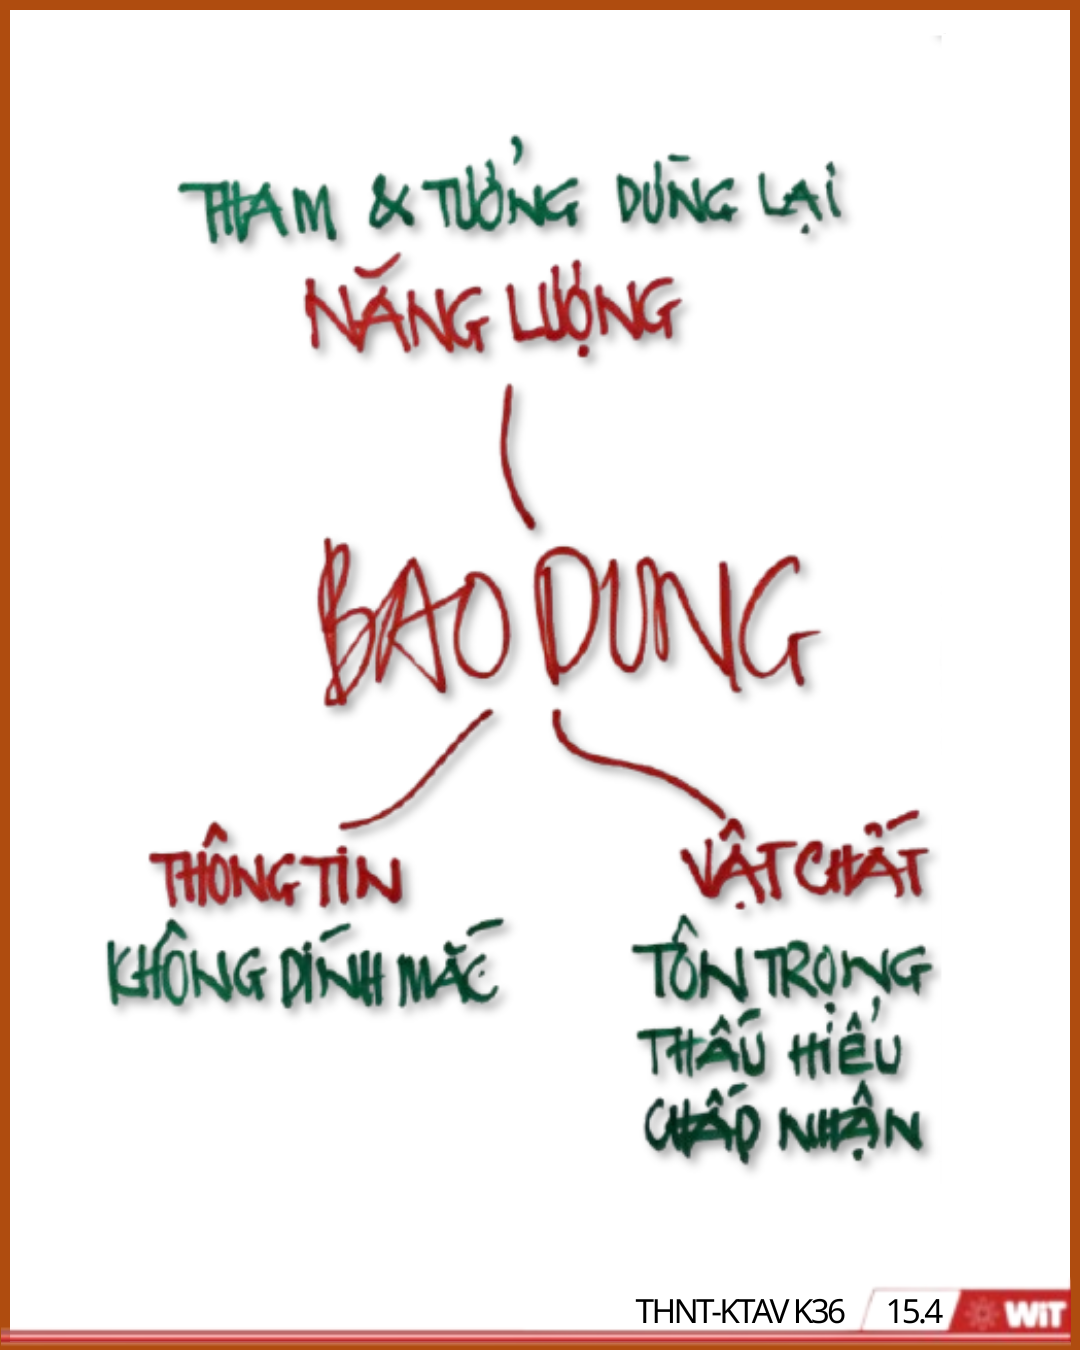 THAM & TƯỞNG DỪNG LẠI
NĂNG LƯỢNG
BAO DUNG
THÔNG TIN
KHÔNG DÍNH MẮC
VẬT CHẤT
TÔN TRỌNG
THẤU HIỂU
CHẤP NHẬN
THNT-KTAV K36
15.4
WiT